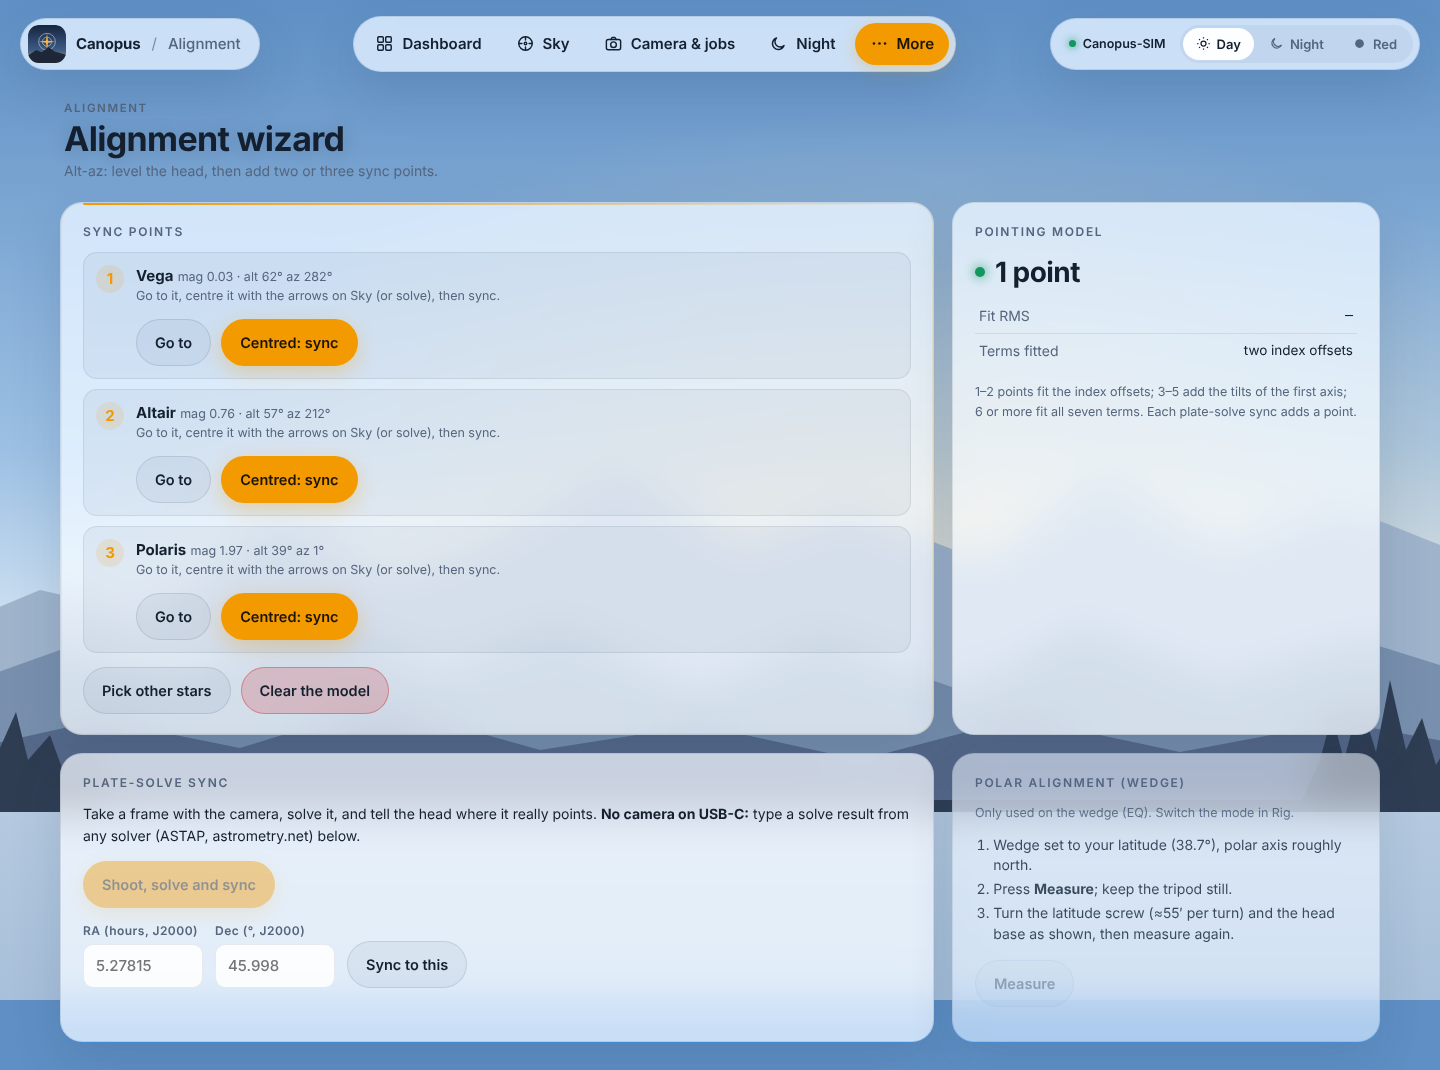 Canopus / Alignment
Dashboard
Sky
Camera & jobs
Night
More
Canopus-SIM
Day
Night
Red
ALIGNMENT
Alignment wizard
Alt-az: level the head, then add two or three sync points.
SYNC POINTS
1
Vega mag 0.03 · alt 62° az 282°
Go to it, centre it with the arrows on Sky (or solve), then sync.
Go to
Centred: sync
2
Altair mag 0.76 · alt 57° az 212°
Go to it, centre it with the arrows on Sky (or solve), then sync.
Go to
Centred: sync
3
Polaris mag 1.97 · alt 39° az 1°
Go to it, centre it with the arrows on Sky (or solve), then sync.
Go to
Centred: sync
Pick other stars
Clear the model
POINTING MODEL
1 point
Fit RMS –
Terms fitted two index offsets
1–2 points fit the index offsets; 3–5 add the tilts of the first axis;
6 or more fit all seven terms. Each plate-solve sync adds a point.
PLATE-SOLVE SYNC
Take a frame with the camera, solve it, and tell the head where it really points. No camera on USB-C: type a solve result from
any solver (ASTAP, astrometry.net) below.
Shoot, solve and sync
RA (hours, J2000)
Dec (°, J2000)
5.27815
45.998
Sync to this
POLAR ALIGNMENT (WEDGE)
Only used on the wedge (EQ). Switch the mode in Rig.
1. Wedge set to your latitude (38.7°), polar axis roughly
north.
2. Press Measure; keep the tripod still.
3. Turn the latitude screw (≈55′ per turn) and the head
base as shown, then measure again.
Measure